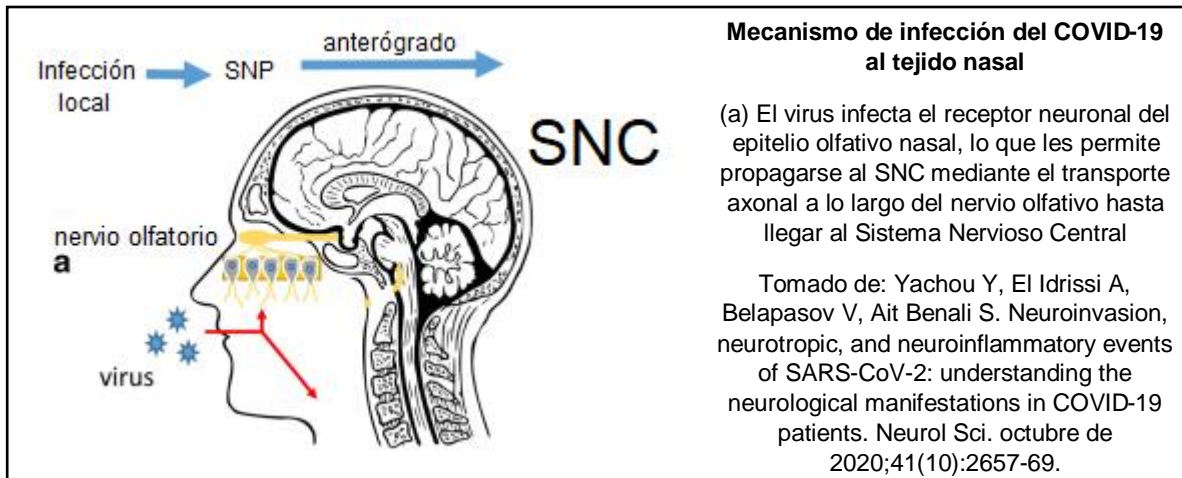 Infección local
SNP
anterógrado
SNC
nervio olfatorio
a
virus
Mecanismo de infección del COVID-19
al tejido nasal
(a) El virus infecta el receptor neuronal del
epitelio olfativo nasal, lo que les permite
propagarse al SNC mediante el transporte
axonal a lo largo del nervio olfativo hasta
llegar al Sistema Nervioso Central
Tomado de: Yachou Y, El Idrissi A,
Belapasov V, Ait Benali S. Neuroinvasion,
neurotropic, and neuroinflammatory events
of SARS-CoV-2: understanding the
neurological manifestations in COVID-19
patients. Neurol Sci. octubre de
2020;41(10):2657-69.